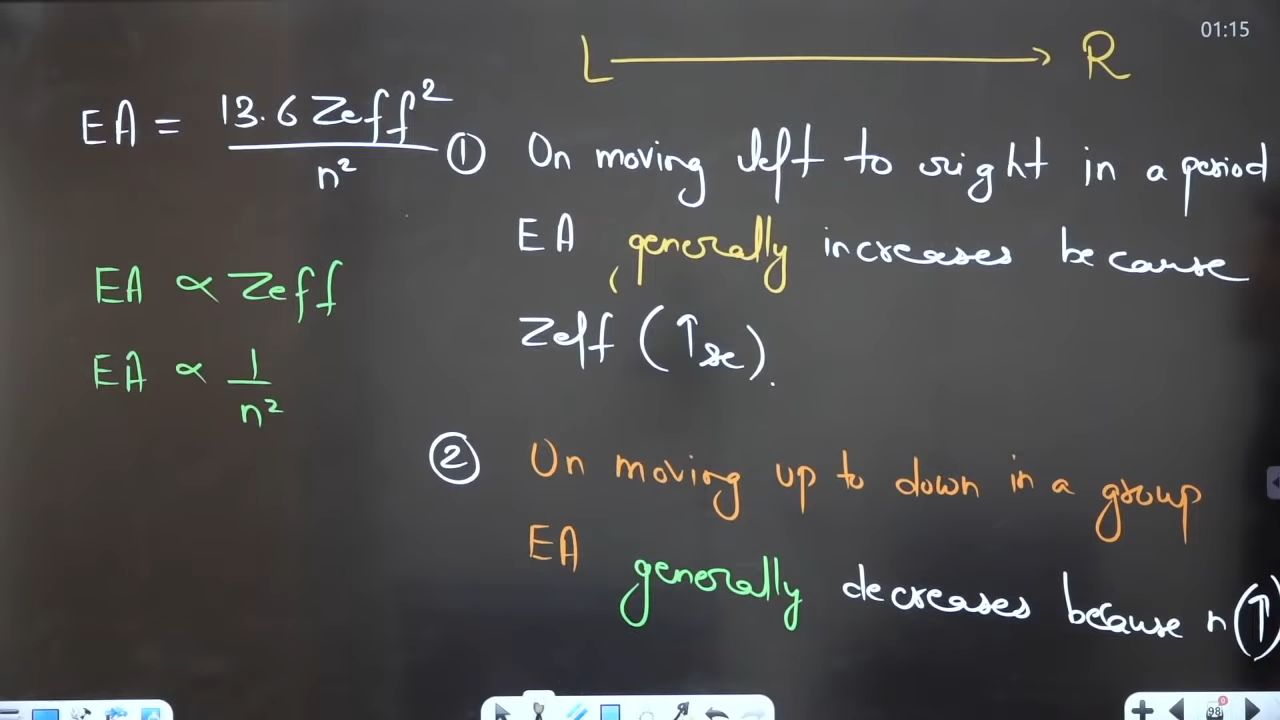 01:15
L → R
EA = 13.6 Zeff² / n²
① On moving left to right in a period
EA generally increases because
Zeff (↑se).
EA ∝ Zeff
EA ∝ 1/n²
② On moving up to down in a group
EA generally decreases because n(↑)
98